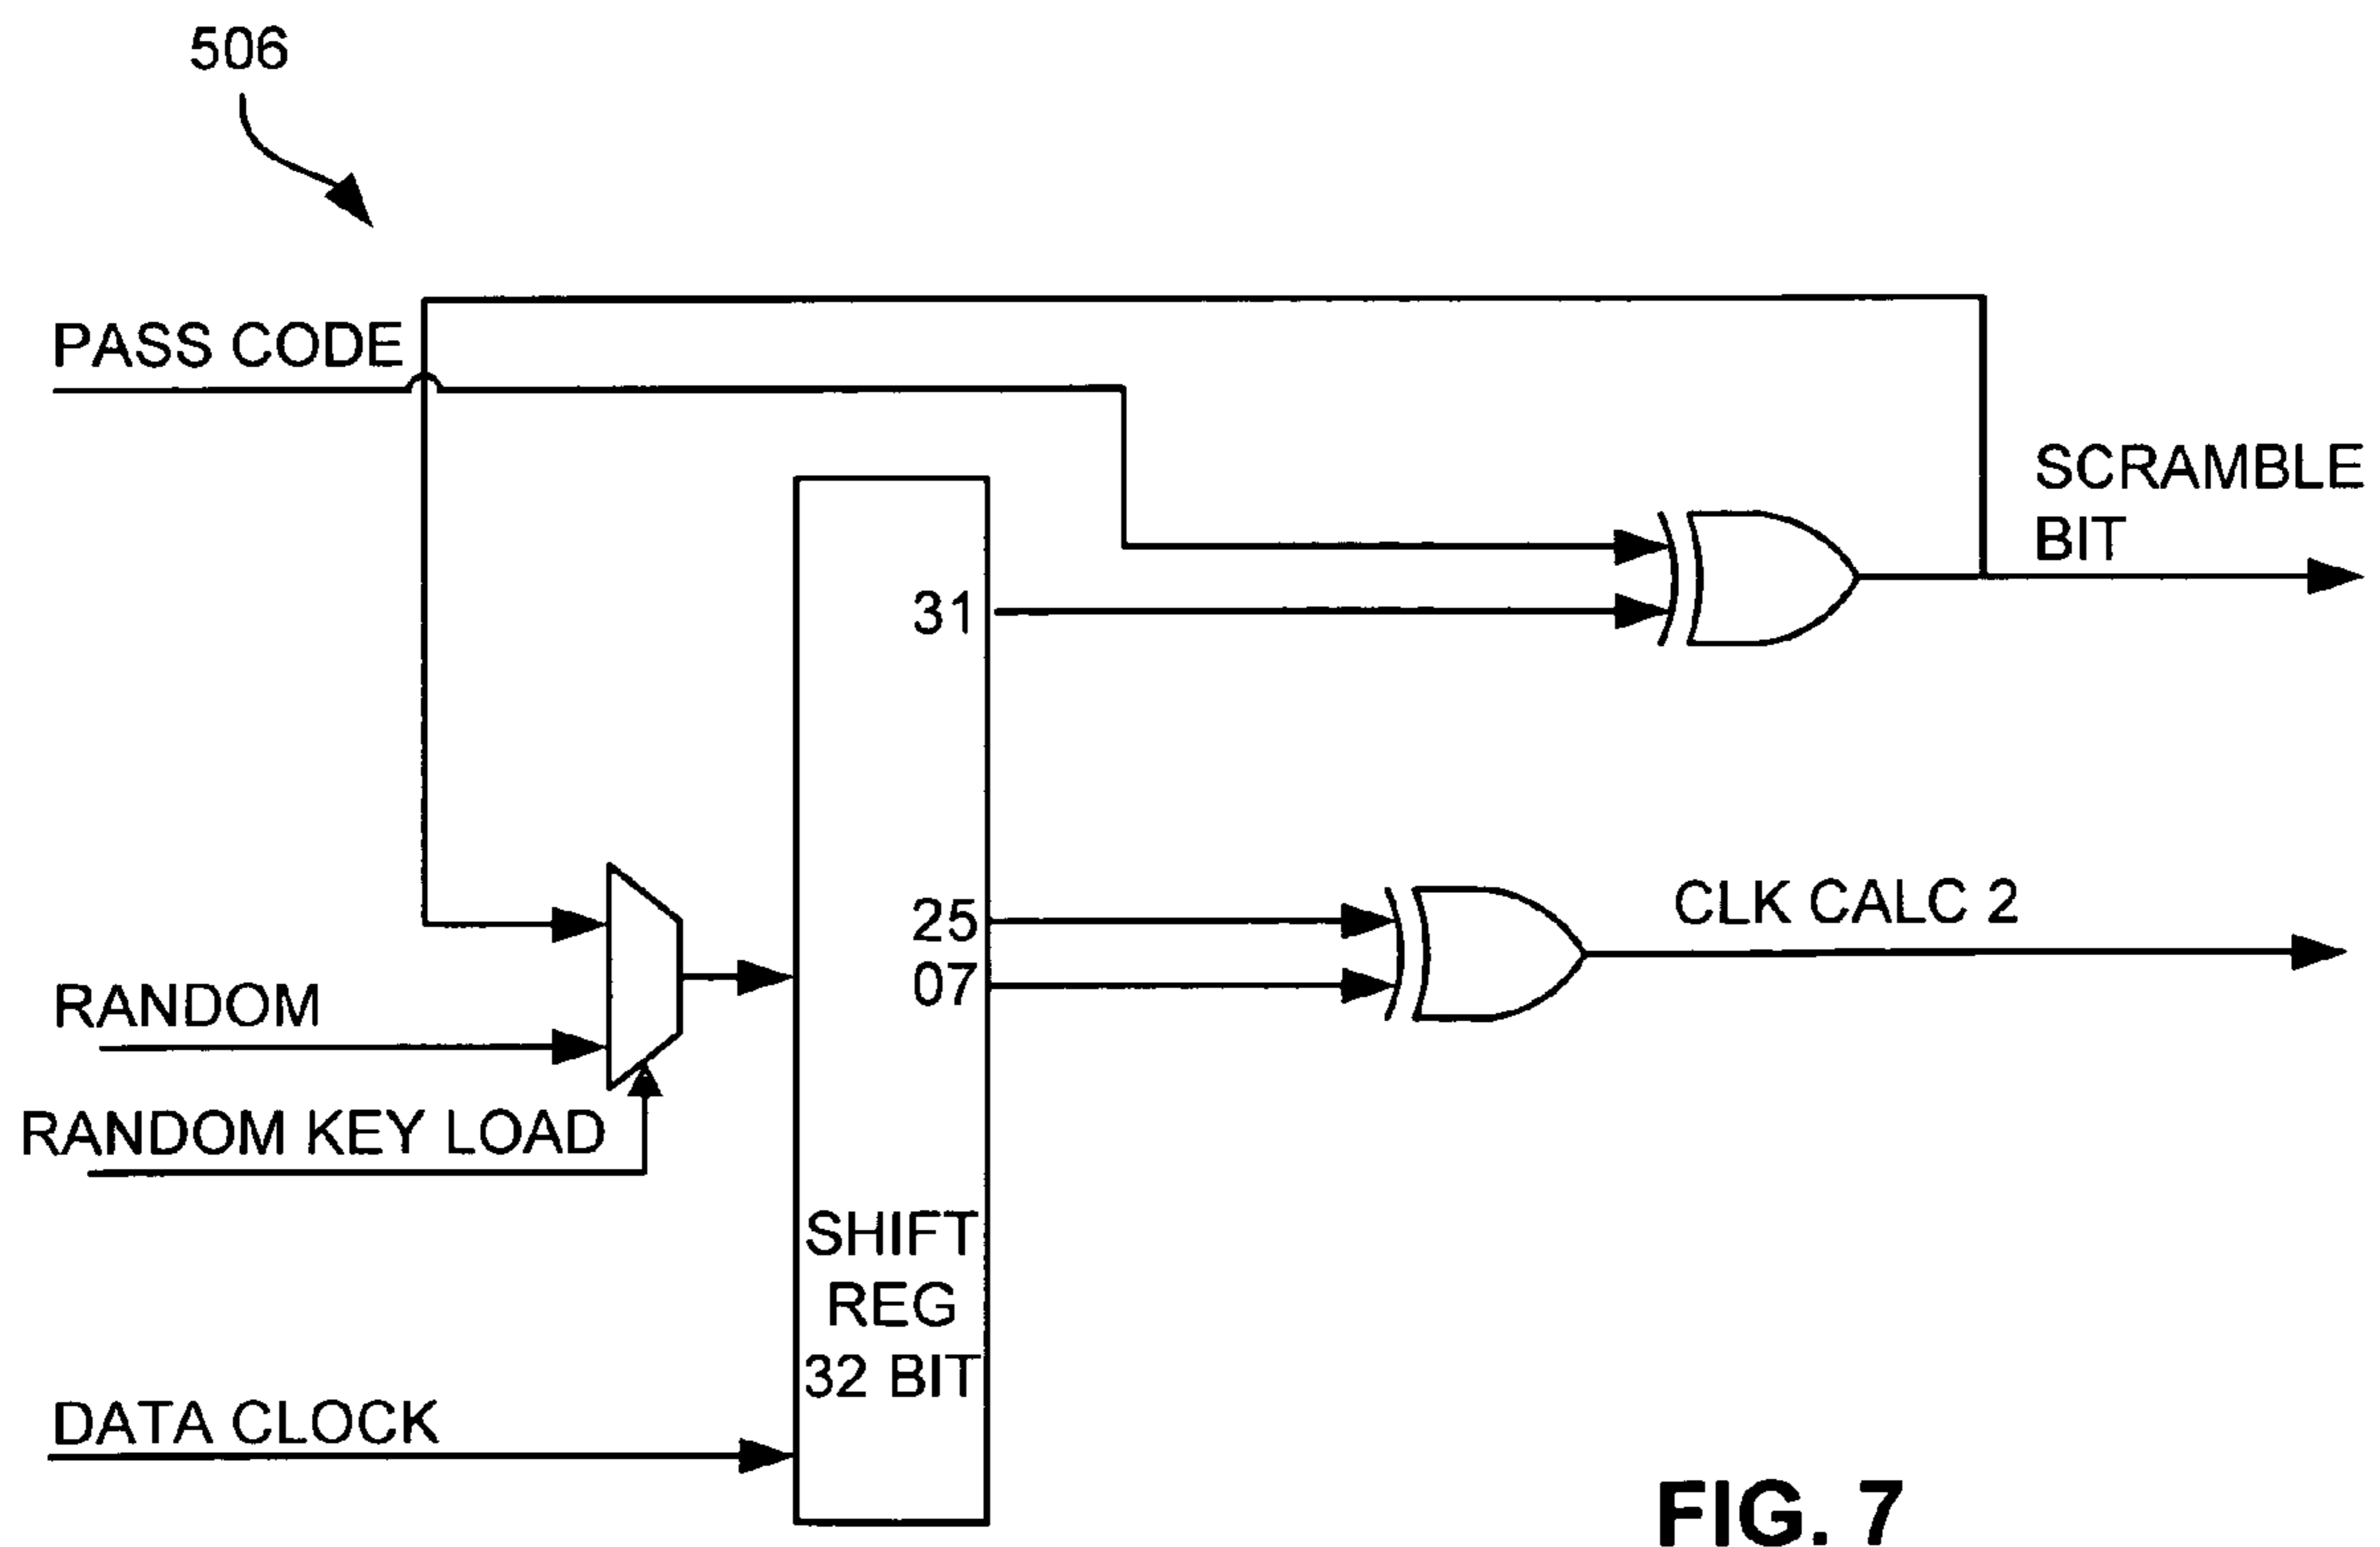 506
PASS CODE
SCRAMBLE
BIT
31
25
07
CLK CALC 2
RANDOM
RANDOM KEY LOAD
SHIFT
REG
32 BIT
DATA CLOCK
FIG. 7